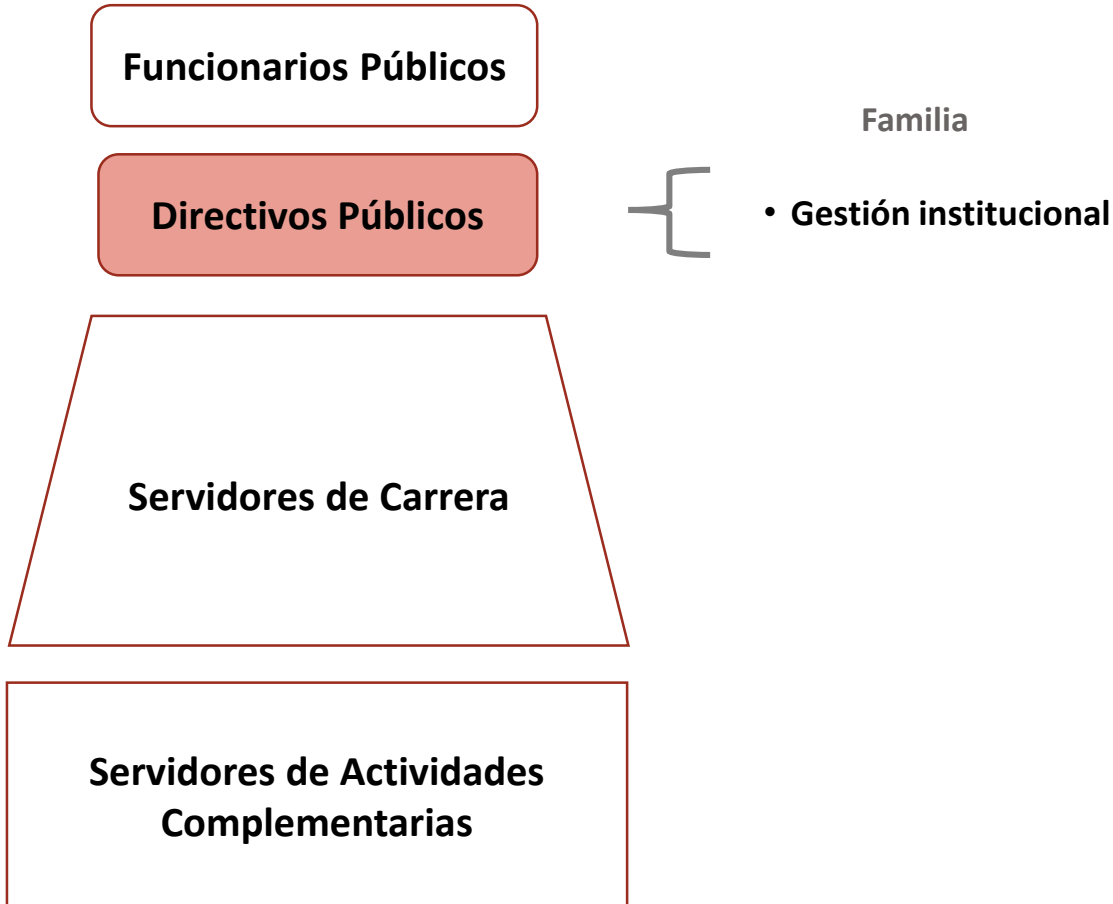 Funcionarios Públicos
Familia
Directivos Públicos
• Gestión institucional
Servidores de Carrera
Servidores de Actividades
Complementarias